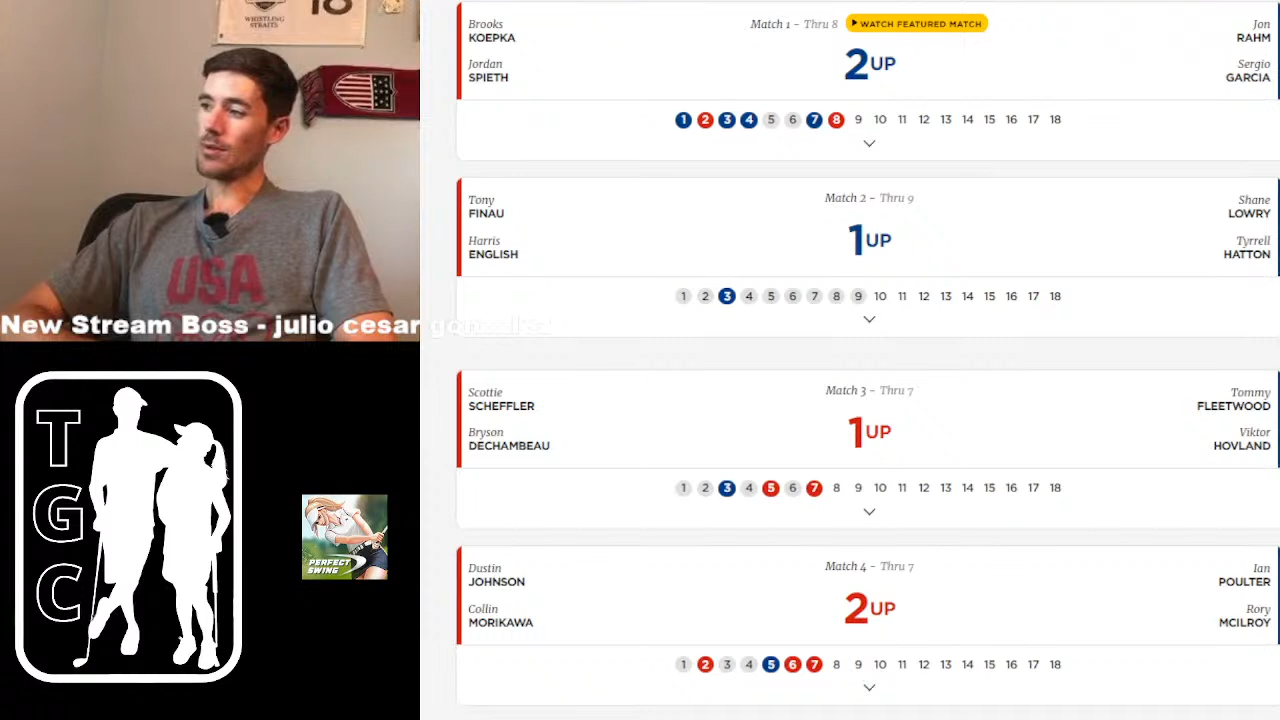 WHISTLING
STRAITS
18
USA
New Stream Boss - julio cesar
T
G
C
PERFECT
SWING
Brooks
KOEPKA
Jordan
SPIETH
Match 1 - Thru 8
WATCH FEATURED MATCH
2UP
Jon
RAHM
Sergio
GARCIA
1 2 3 4 5 6 7 8 9 10 11 12 13 14 15 16 17 18
Tony
FINAU
Harris
ENGLISH
Match 2 - Thru 9
1UP
Shane
LOWRY
Tyrrell
HATTON
1 2 3 4 5 6 7 8 9 10 11 12 13 14 15 16 17 18
Scottie
SCHEFFLER
Bryson
DECHAMBEAU
Match 3 - Thru 7
1UP
Tommy
FLEETWOOD
Viktor
HOVLAND
1 2 3 4 5 6 7 8 9 10 11 12 13 14 15 16 17 18
Dustin
JOHNSON
Collin
MORIKAWA
Match 4 - Thru 7
2UP
Ian
POULTER
Rory
MCILROY
1 2 3 4 5 6 7 8 9 10 11 12 13 14 15 16 17 18